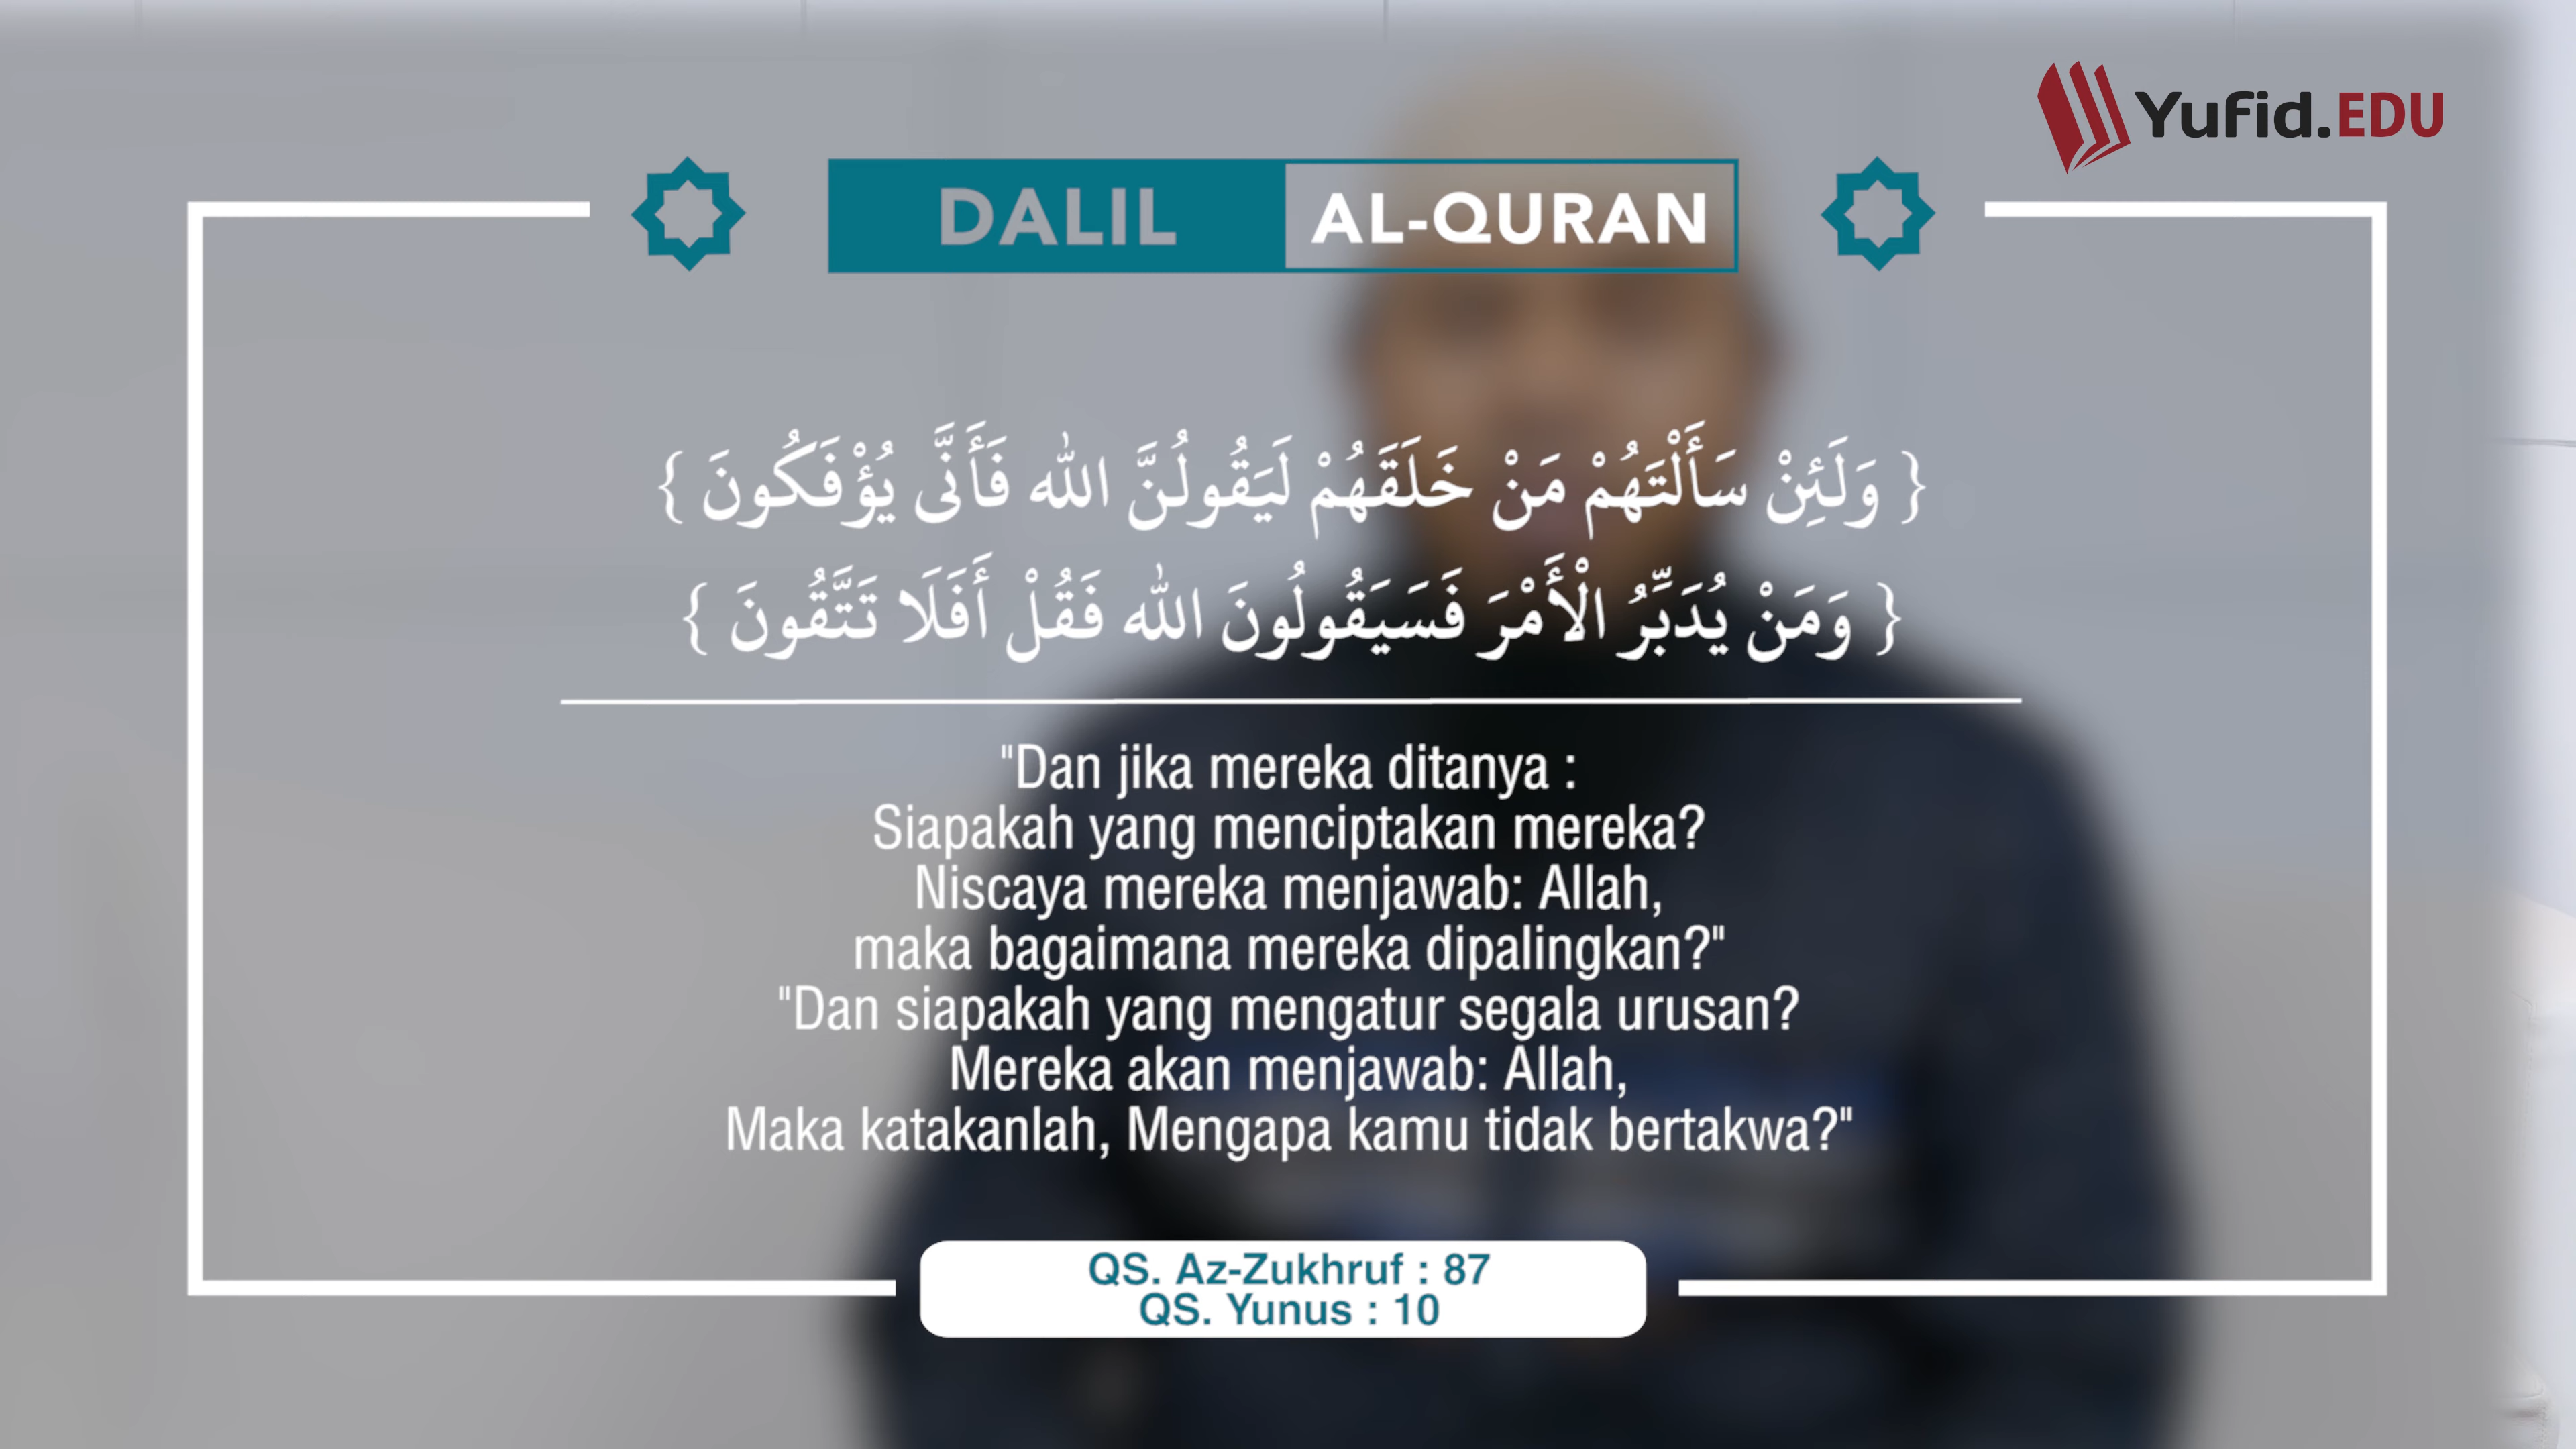 Yufid.EDU
DALIL AL-QURAN
{ وَلَئِنْ سَأَلْتَهُمْ مَنْ خَلَقَهُمْ لَيَقُولُنَّ الله فَأَنَّى يُؤْفَكُونَ }
{ وَمَنْ يُدَبِّرُ الْأَمْرَ فَسَيَقُولُونَ الله فَقُلْ أَفَلَا تَتَّقُونَ }
"Dan jika mereka ditanya :
Siapakah yang menciptakan mereka?
Niscaya mereka menjawab: Allah,
maka bagaimana mereka dipalingkan?"
"Dan siapakah yang mengatur segala urusan?
Mereka akan menjawab: Allah,
Maka katakanlah, Mengapa kamu tidak bertakwa?"
QS. Az-Zukhruf : 87
QS. Yunus : 10